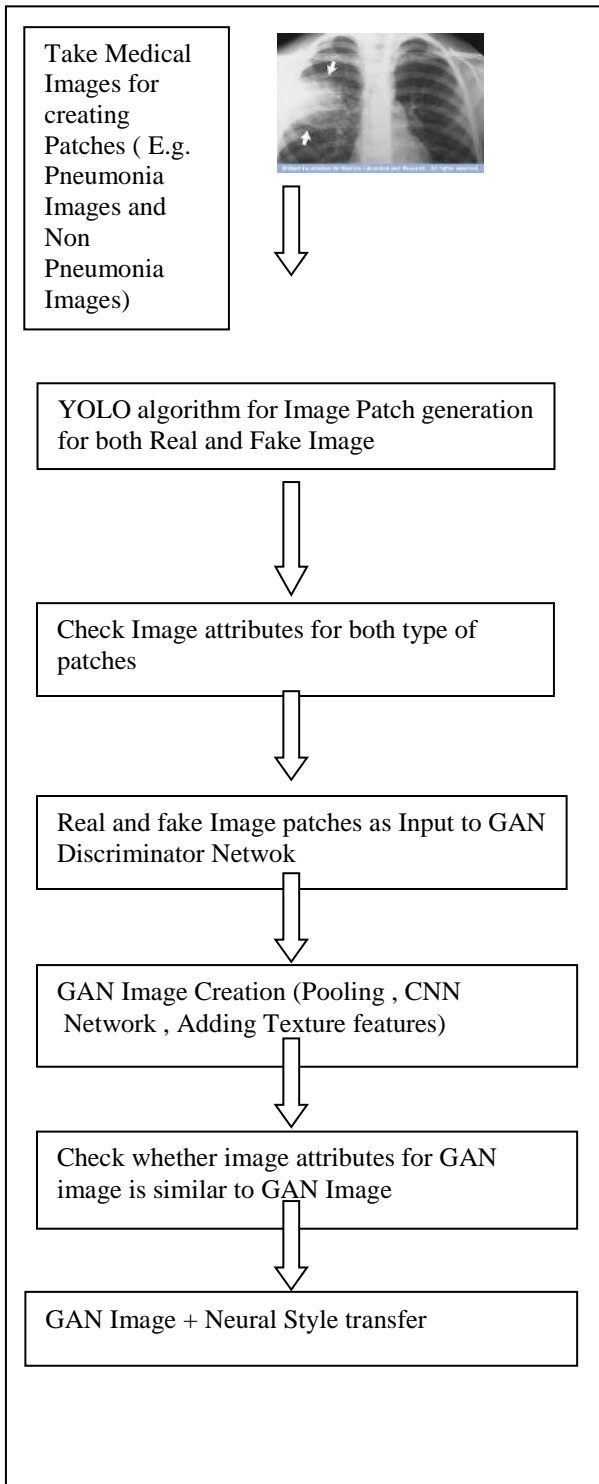 Take Medical
Images for
creating
Patches ( E.g.
Pneumonia
Images and
Non
Pneumonia
Images)
YOLO algorithm for Image Patch generation
for both Real and Fake Image
Check Image attributes for both type of
patches
Real and fake Image patches as Input to GAN
Discriminator Netwok
GAN Image Creation (Pooling , CNN
Network , Adding Texture features)
Check whether image attributes for GAN
image is similar to GAN Image
GAN Image + Neural Style transfer